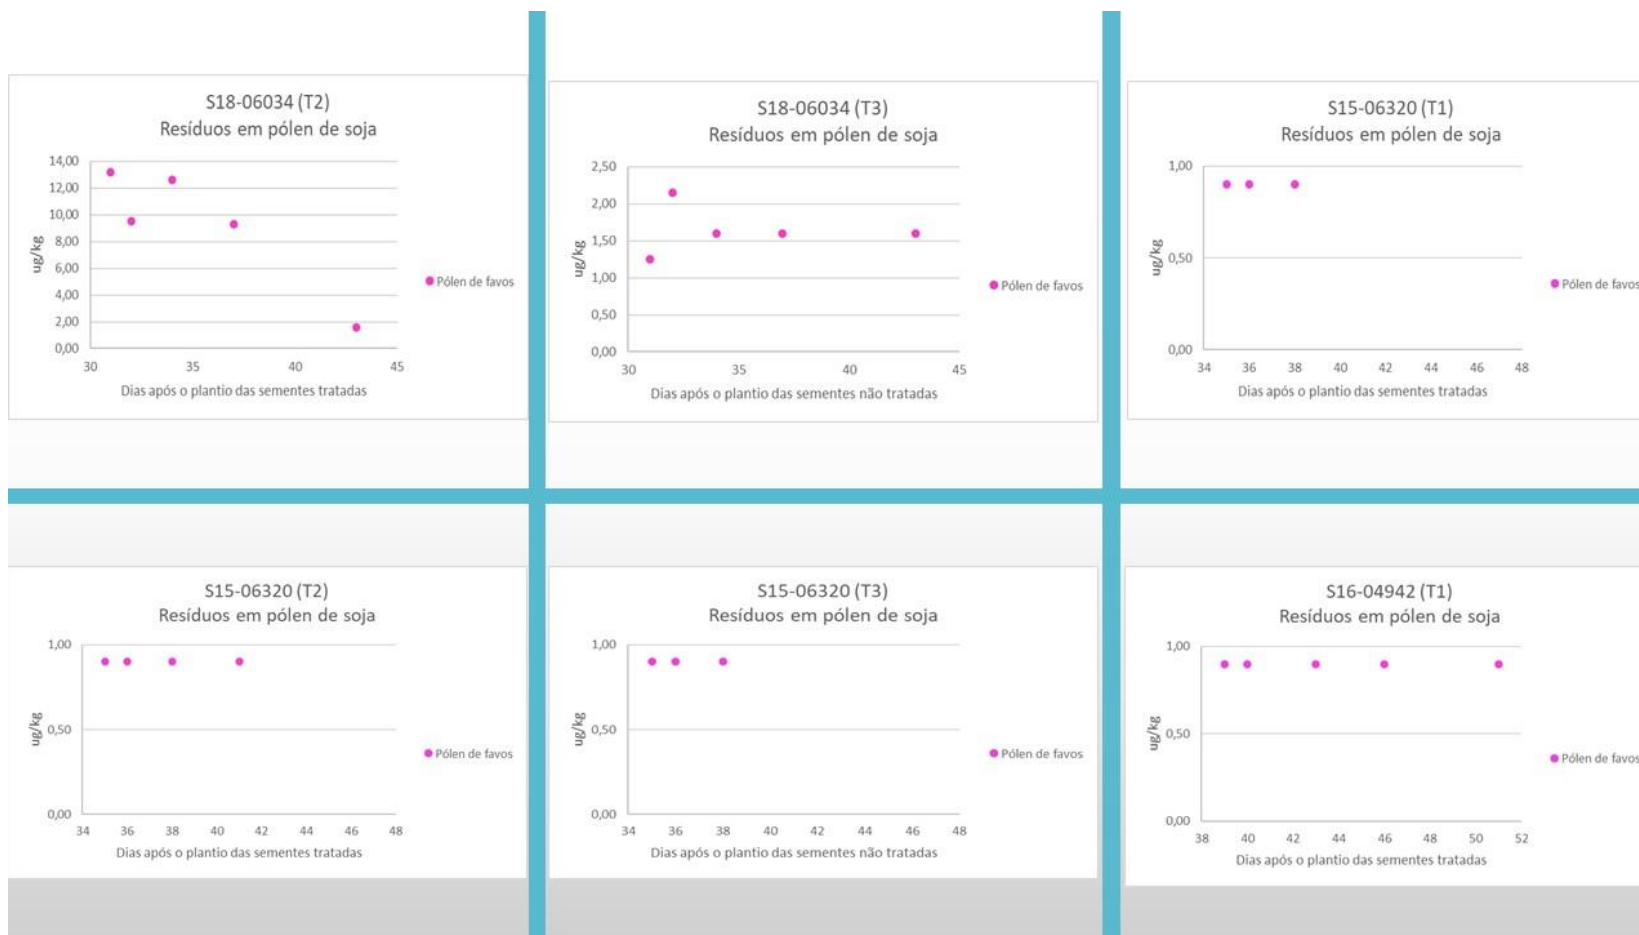 S18-06034 (T2)
Resíduos em pólen de soja
14,00
12,00
10,00
8,00
6,00
4,00
2,00
0,00
ug/kg
30 35 40 45
Dias após o plantio das sementes tratadas
Pólen de favos
S18-06034 (T3)
Resíduos em pólen de soja
2,50
2,00
1,50
1,00
0,50
0,00
ug/kg
30 35 40 45
Dias após o plantio das sementes não tratadas
Pólen de favos
S15-06320 (T1)
Resíduos em pólen de soja
1,00
0,50
0,00
ug/kg
34 36 38 40 42 44 46 48
Dias após o plantio das sementes tratadas
Pólen de favos
S15-06320 (T2)
Resíduos em pólen de soja
1,00
0,50
0,00
ug/kg
34 36 38 40 42 44 46 48
Dias após o plantio das sementes tratadas
Pólen de favos
S15-06320 (T3)
Resíduos em pólen de soja
1,00
0,50
0,00
ug/kg
34 36 38 40 42 44 46 48
Dias após o plantio das sementes não tratadas
Pólen de favos
S16-04942 (T1)
Resíduos em pólen de soja
1,00
0,50
0,00
ug/kg
38 40 42 44 46 48 50 52
Dias após o plantio das sementes tratadas
Pólen de favos